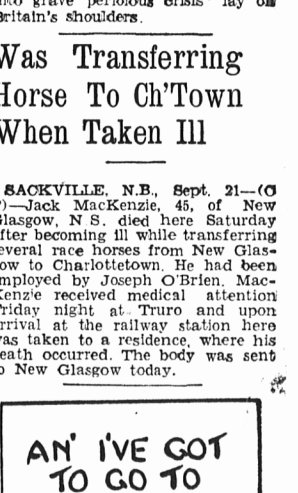 grave perilous crisis lay on
Britain's shoulders.
Was Transferring
Horse To Ch'Town
When Taken Ill
SACKVILLE, N.B., Sept. 21—(C
P)—Jack MacKenzie, 45, of New
Glasgow, N S. died here Saturday
after becoming ill while transferring
several race horses from New Glas-
gow to Charlottetown. He had been
employed by Joseph O'Brien. Mac-
Kenzie received medical attention
Friday night at Truro and upon
arrival at the railway station here
was taken to a residence, where his
death occurred. The body was sent
to New Glasgow today.
AN' I'VE GOT
TO GO TO